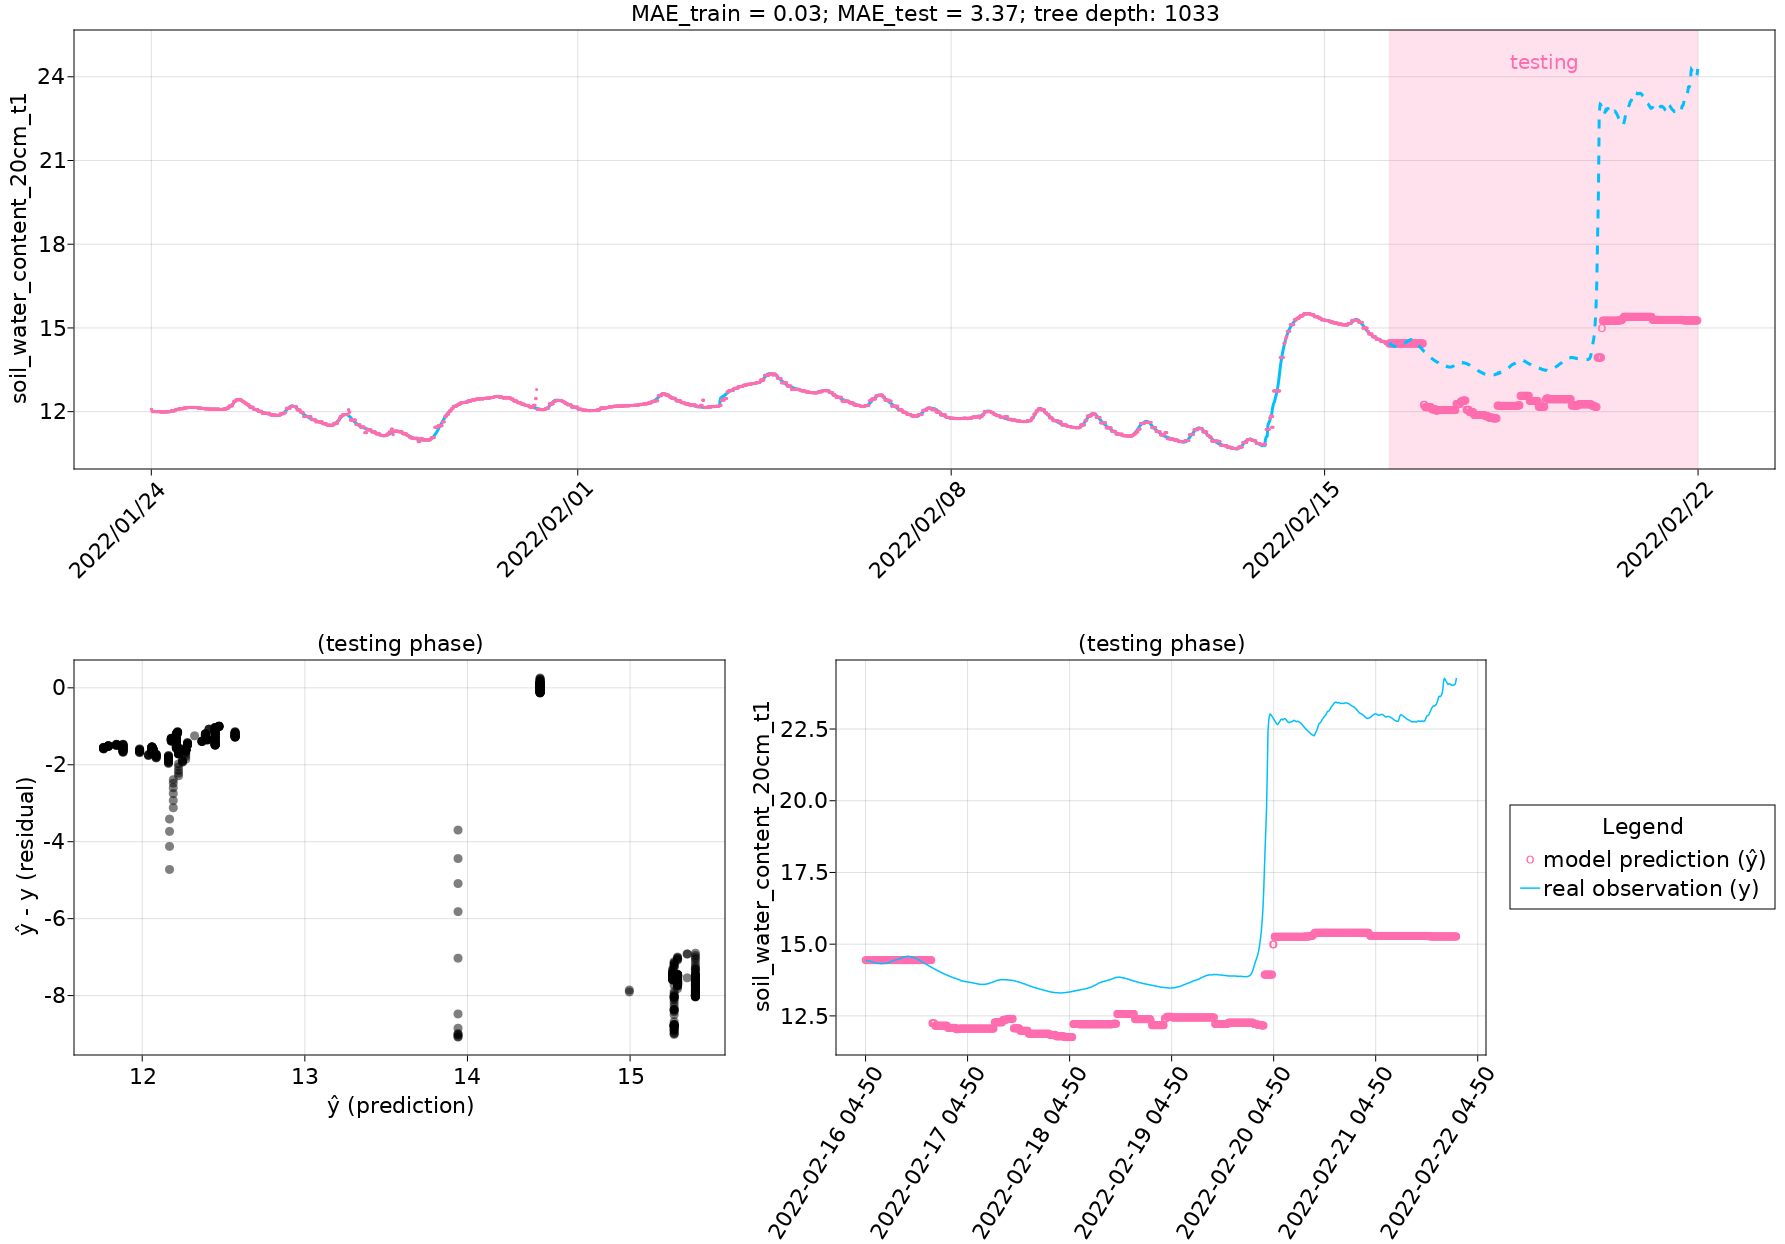 MAE_train = 0.03; MAE_test = 3.37; tree depth: 1033
testing
soil_water_content_20cm_t1
24
21
18
15
12
2022/01/24
2022/02/01
2022/02/08
2022/02/15
2022/02/22
(testing phase)
ŷ - y (residual)
0
-2
-4
-6
-8
12
13
14
15
ŷ (prediction)
(testing phase)
soil_water_content_20cm_t1
22.5
20.0
17.5
15.0
12.5
2022-02-16 04-50
2022-02-17 04-50
2022-02-18 04-50
2022-02-19 04-50
2022-02-20 04-50
2022-02-21 04-50
2022-02-22 04-50
Legend
model prediction (ŷ)
real observation (y)